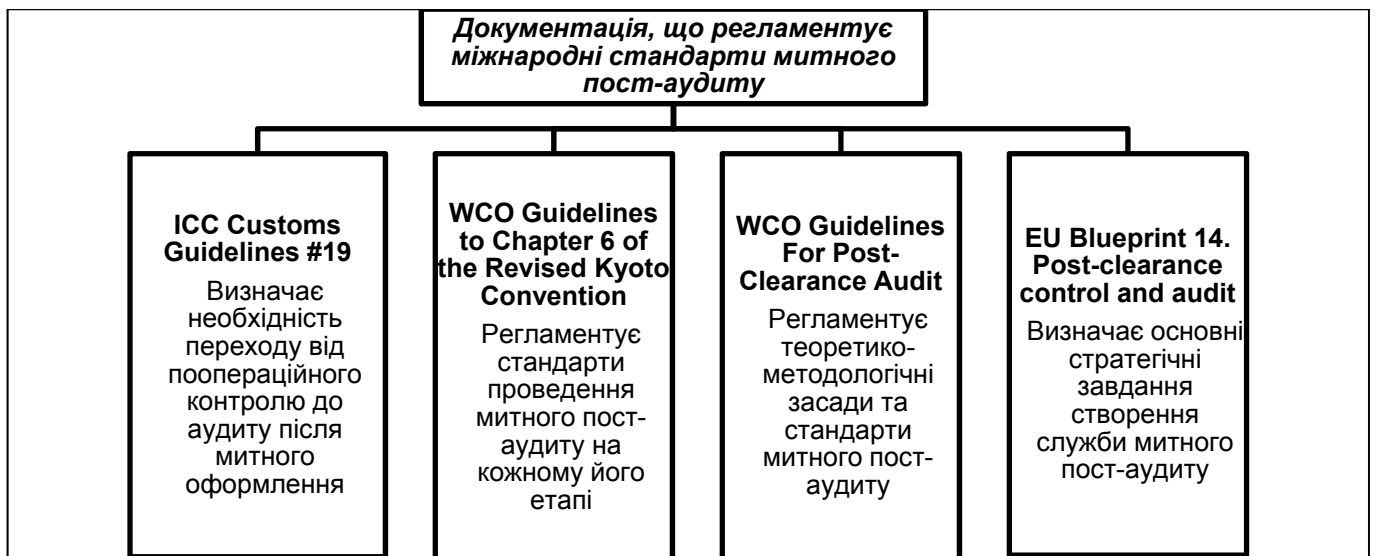 Документація, що регламентує
міжнародні стандарти митного
пост-аудиту
ICC Customs
Guidelines #19
Визначає
необхідність
переходу від
поопераційного
контролю до
аудиту після
митного
оформлення
WCO Guidelines
to Chapter 6 of
the Revised Kyoto
Convention
Регламентує
стандарти
проведення
митного пост-
аудиту на
кожному його
етапі
WCO Guidelines
For Post-
Clearance Audit
Регламентує
теоретико-
методологічні
засади та
стандарти
митного пост-
аудиту
EU Blueprint 14.
Post-clearance
control and audit
Визначає основні
стратегічні
завдання
створення
служби митного
пост-аудиту